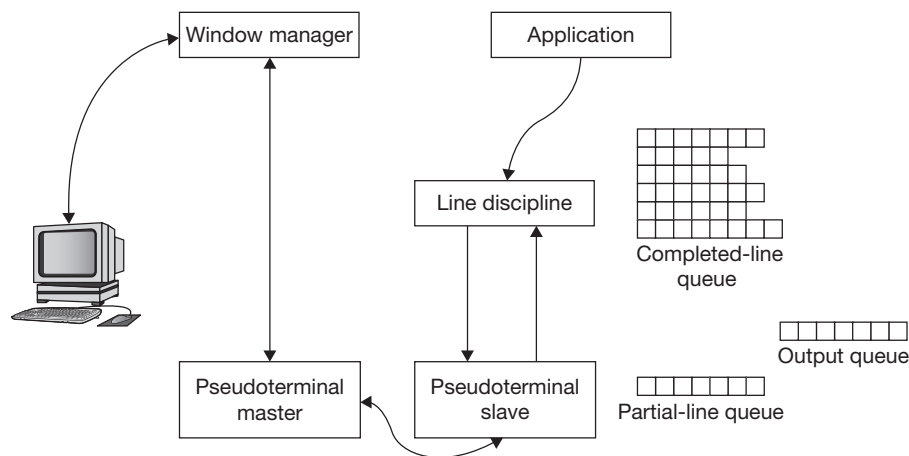 Window manager
Application
Line discipline
Completed-line
queue
Output queue
Pseudoterminal
master
Pseudoterminal
slave
Partial-line queue